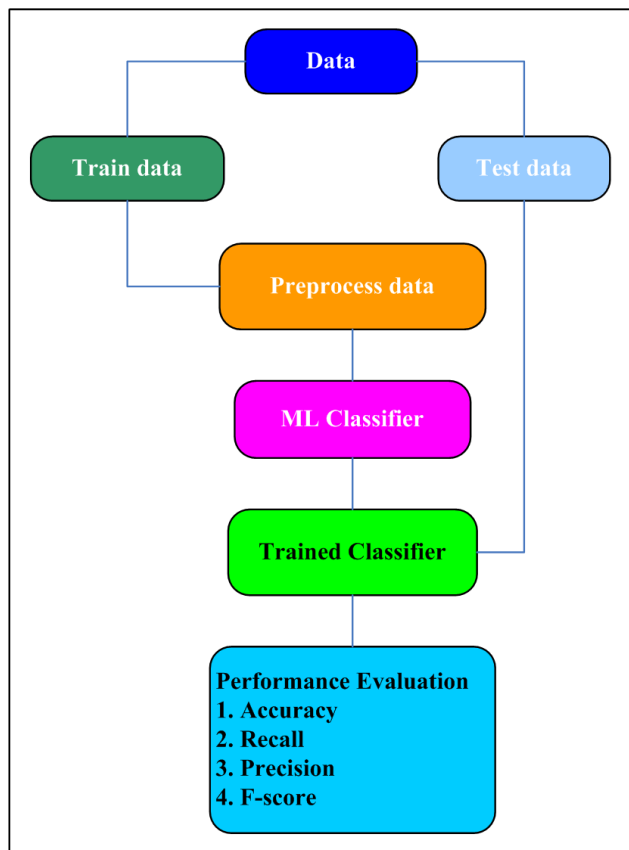 Data
Train data
Test data
Preprocess data
ML Classifier
Trained Classifier
Performance Evaluation
1. Accuracy
2. Recall
3. Precision
4. F-score